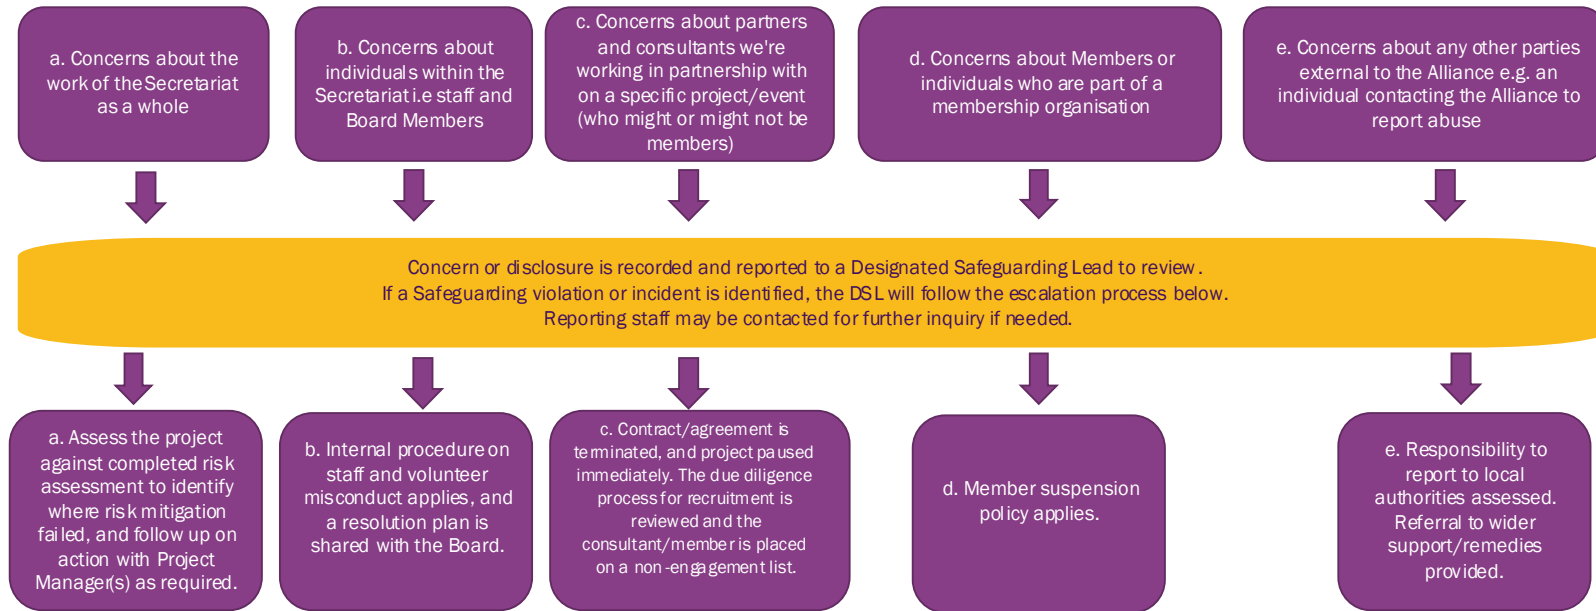 a. Concerns about the
work of the Secretariat
as a whole
b. Concerns about
individuals within the
Secretariat i.e staff and
Board Members
c. Concerns about partners
and consultants we're
working in partnership with
on a specific project/event
(who might or might not be
members)
d. Concerns about Members or
individuals who are part of a
membership organisation
e. Concerns about any other parties
external to the Alliance e.g. an
individual contacting the Alliance to
report abuse
Concern or disclosure is recorded and reported to a Designated Safeguarding Lead to review.
If a Safeguarding violation or incident is identified, the DSL will follow the escalation process below.
Reporting staff may be contacted for further inquiry if needed.
a. Assess the project
against completed risk
assessment to identify
where risk mitigation
failed, and follow up on
action with Project
Manager(s) as required.
b. Internal procedure on
staff and volunteer
misconduct applies, and
a resolution plan is
shared with the Board.
c. Contract/agreement is
terminated, and project paused
immediately. The due diligence
process for recruitment is
reviewed and the
consultant/member is placed
on a non-engagement list.
d. Member suspension
policy applies.
e. Responsibility to
report to local
authorities assessed.
Referral to wider
support/remedies
provided.